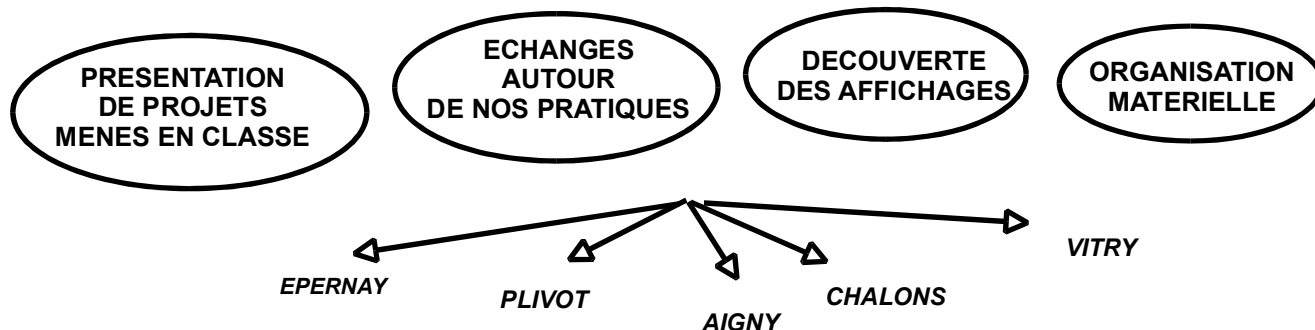 PRESENTATION
DE PROJETS
MENES EN CLASSE
ECHANGES
AUTOUR
DE NOS PRATIQUES
DECOUVERTE
DES AFFICHAGES
ORGANISATION
MATERIELLE
EPERNAY
PLIVOT
AIGNY
CHALONS
VITRY